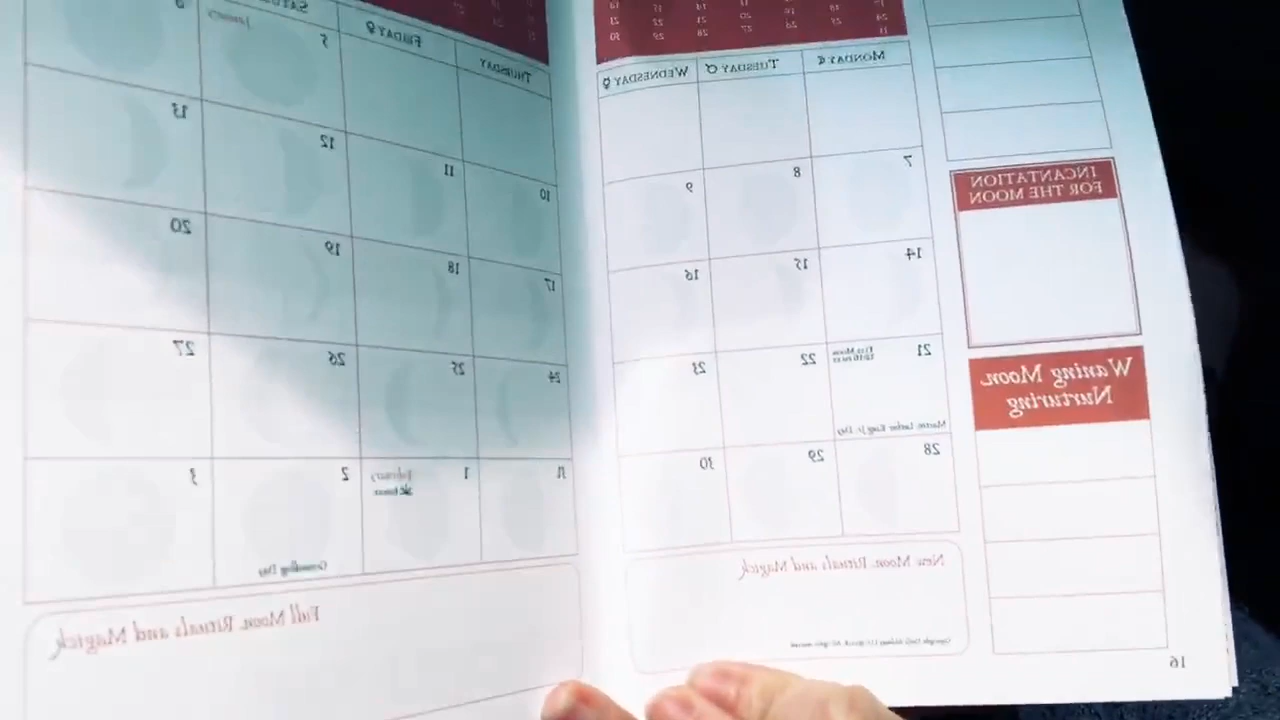 MONDAY ☾ TUESDAY ♂ WEDNESDAY ☿
7 8 9
14 15 16
21 22 23
Full Moon
Martin Luther King Jr. Day
28 29 30
INCANTATION
FOR THE MOON
Waning Moon,
Nurturing
New Moon, Rituals and Magick
16
THURSDAY FRIDAY ♀
January 5 6
10 11 12 13
17 18 19 20
24 25 26 27
31 1 2 3
February
Groundhog Day
Full Moon, Rituals and Magick